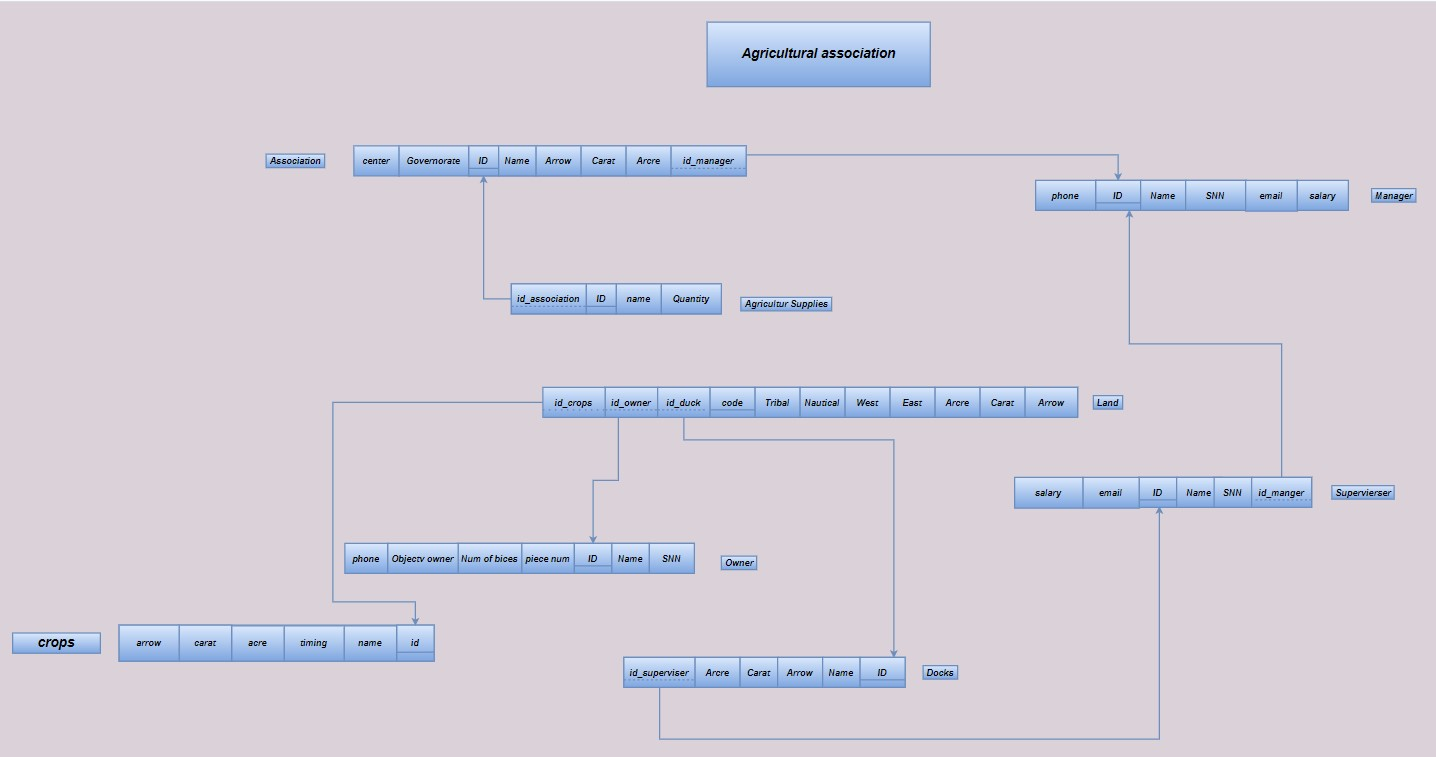 Agricultural association
Association
center Governorate ID Name Arrow Carat Arcre id_manager
phone ID Name SNN email salary
Manager
id_association ID name Quantity
Agricultur Supplies
id_crops id_owner id_duck code Tribal Nautical West East Arcre Carat Arrow
Land
salary email ID Name SNN id_manger
Supervierser
phone Objectv owner Num of bices piece num ID Name SNN
Owner
crops
arrow carat acre timing name id
id_superviser Arcre Carat Arrow Name ID
Docks